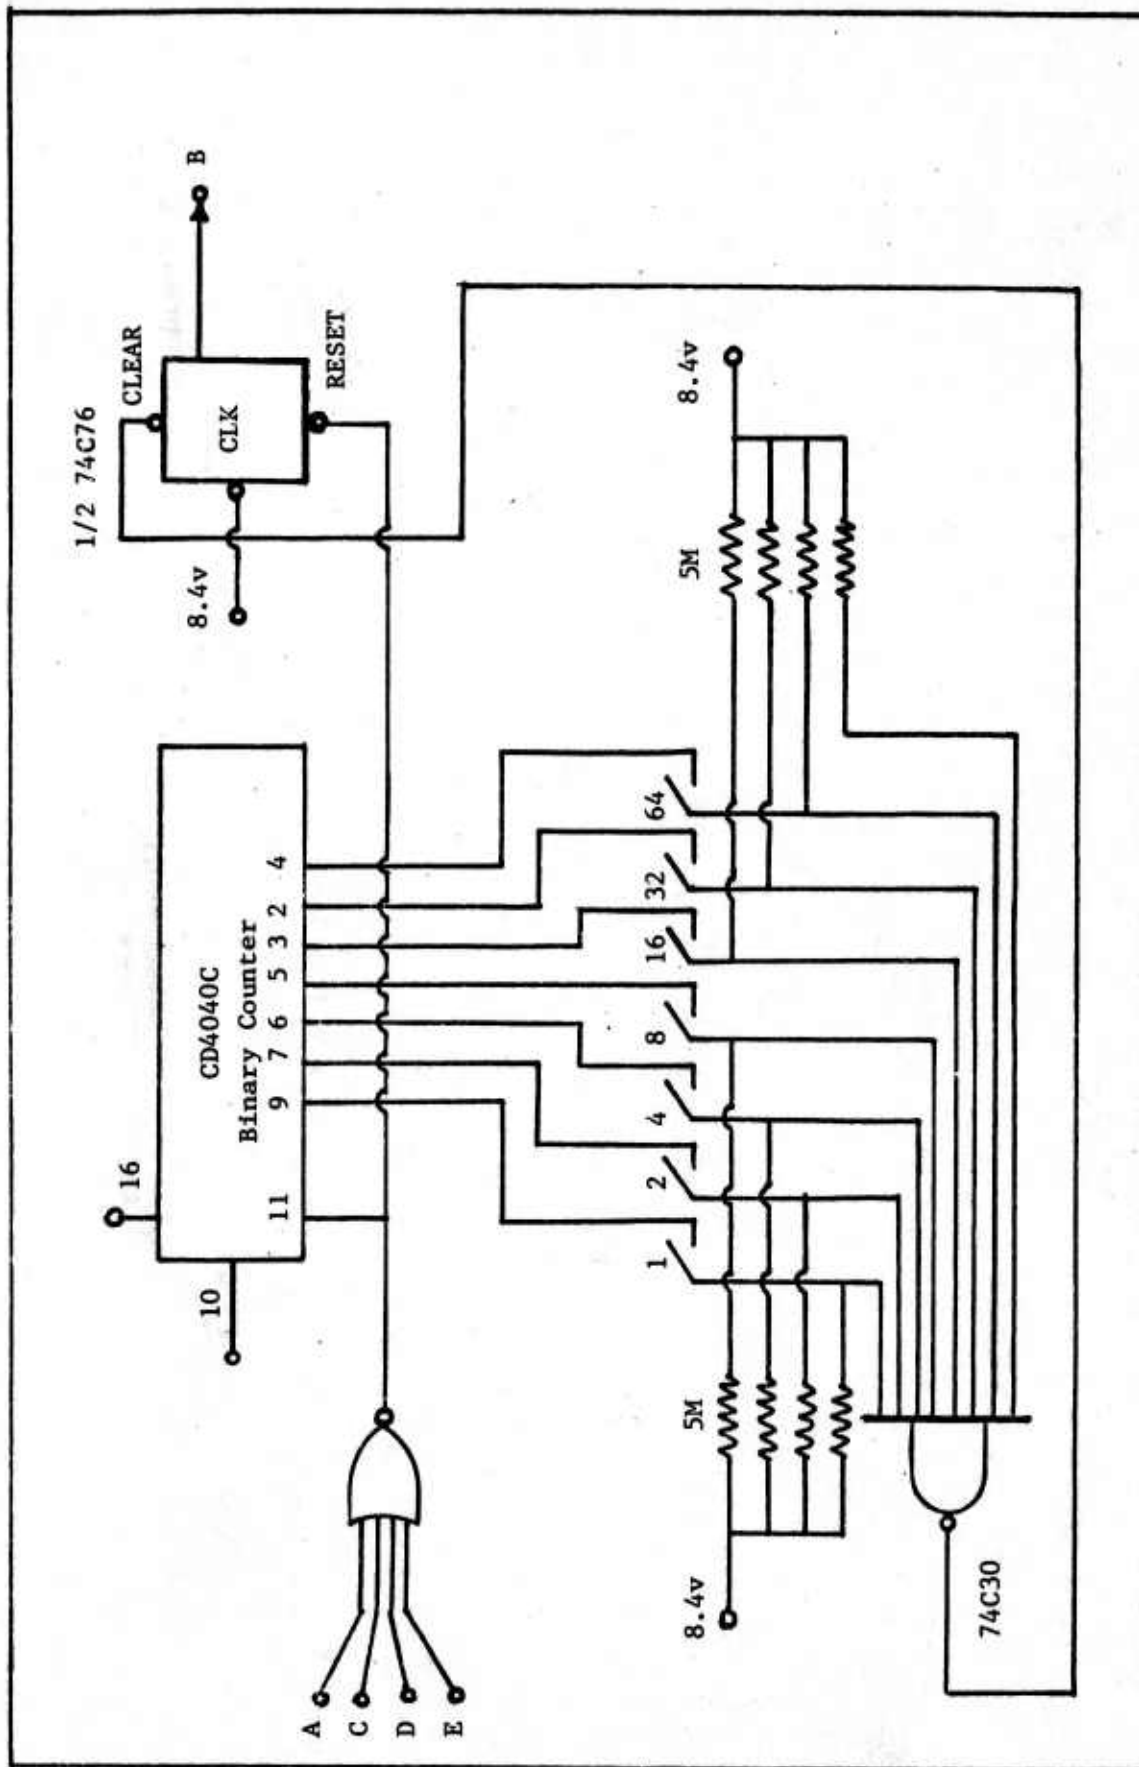 1/2 74C76
CLEAR
B
CLK
RESET
8.4v
16
10
CD4040C
Binary Counter
11 9 7 6 5 3 2 4
A
C
D
E
1 2 4 8 16 32 64
8.4v
5M
5M
8.4v
74C30